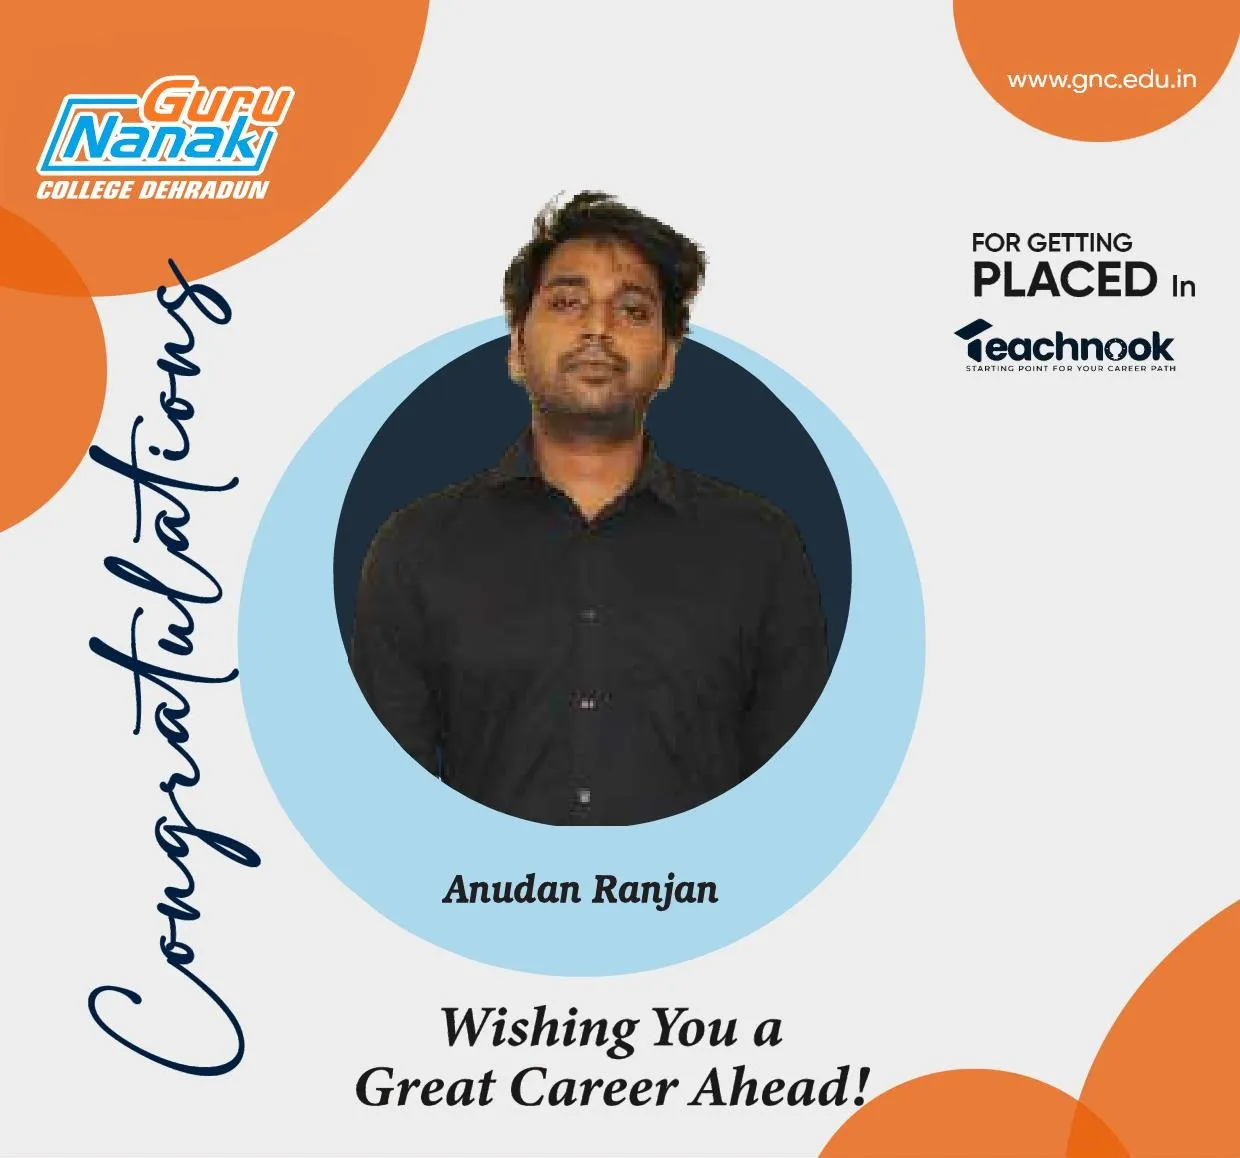 Guru
Nanak
COLLEGE DEHRADUN
www.gnc.edu.in
Congratulations
FOR GETTING
PLACED In
Teachnook
STARTING POINT FOR YOUR CAREER PATH
Anudan Ranjan
Wishing You a
Great Career Ahead!